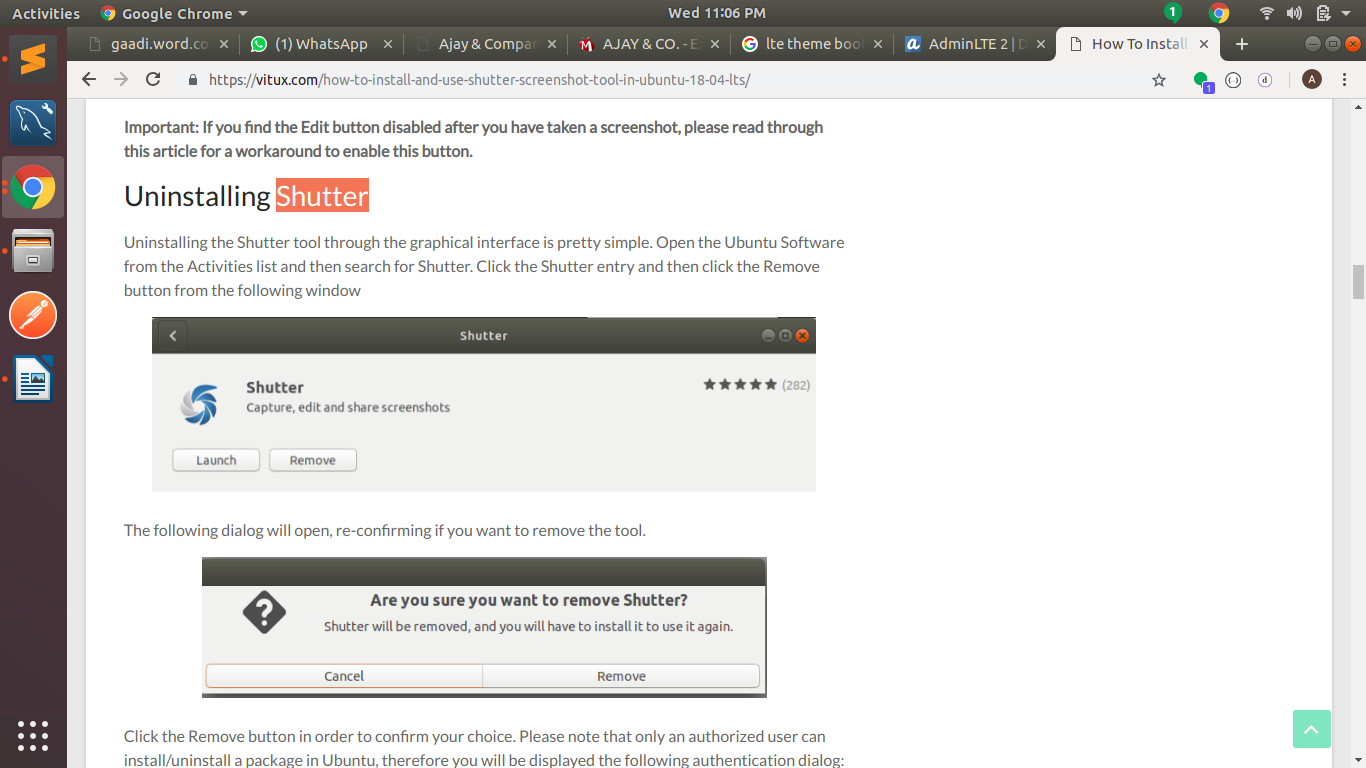 Activities
Google Chrome
Wed 11:06 PM
1
gaadi.word.co
(1) WhatsApp
Ajay & Compan
AJAY & CO. - E
lte theme boo
AdminLTE 2 | D
How To Install
https://vitux.com/how-to-install-and-use-shutter-screenshot-tool-in-ubuntu-18-04-lts/
1
d
A
Important: If you find the Edit button disabled after you have taken a screenshot, please read through
this article for a workaround to enable this button.
Uninstalling Shutter
Uninstalling the Shutter tool through the graphical interface is pretty simple. Open the Ubuntu Software
from the Activities list and then search for Shutter. Click the Shutter entry and then click the Remove
button from the following window
Shutter
Shutter
(282)
Capture, edit and share screenshots
Launch
Remove
The following dialog will open, re-confirming if you want to remove the tool.
Are you sure you want to remove Shutter?
Shutter will be removed, and you will have to install it to use it again.
Cancel
Remove
Click the Remove button in order to confirm your choice. Please note that only an authorized user can
install/uninstall a package in Ubuntu, therefore you will be displayed the following authentication dialog: